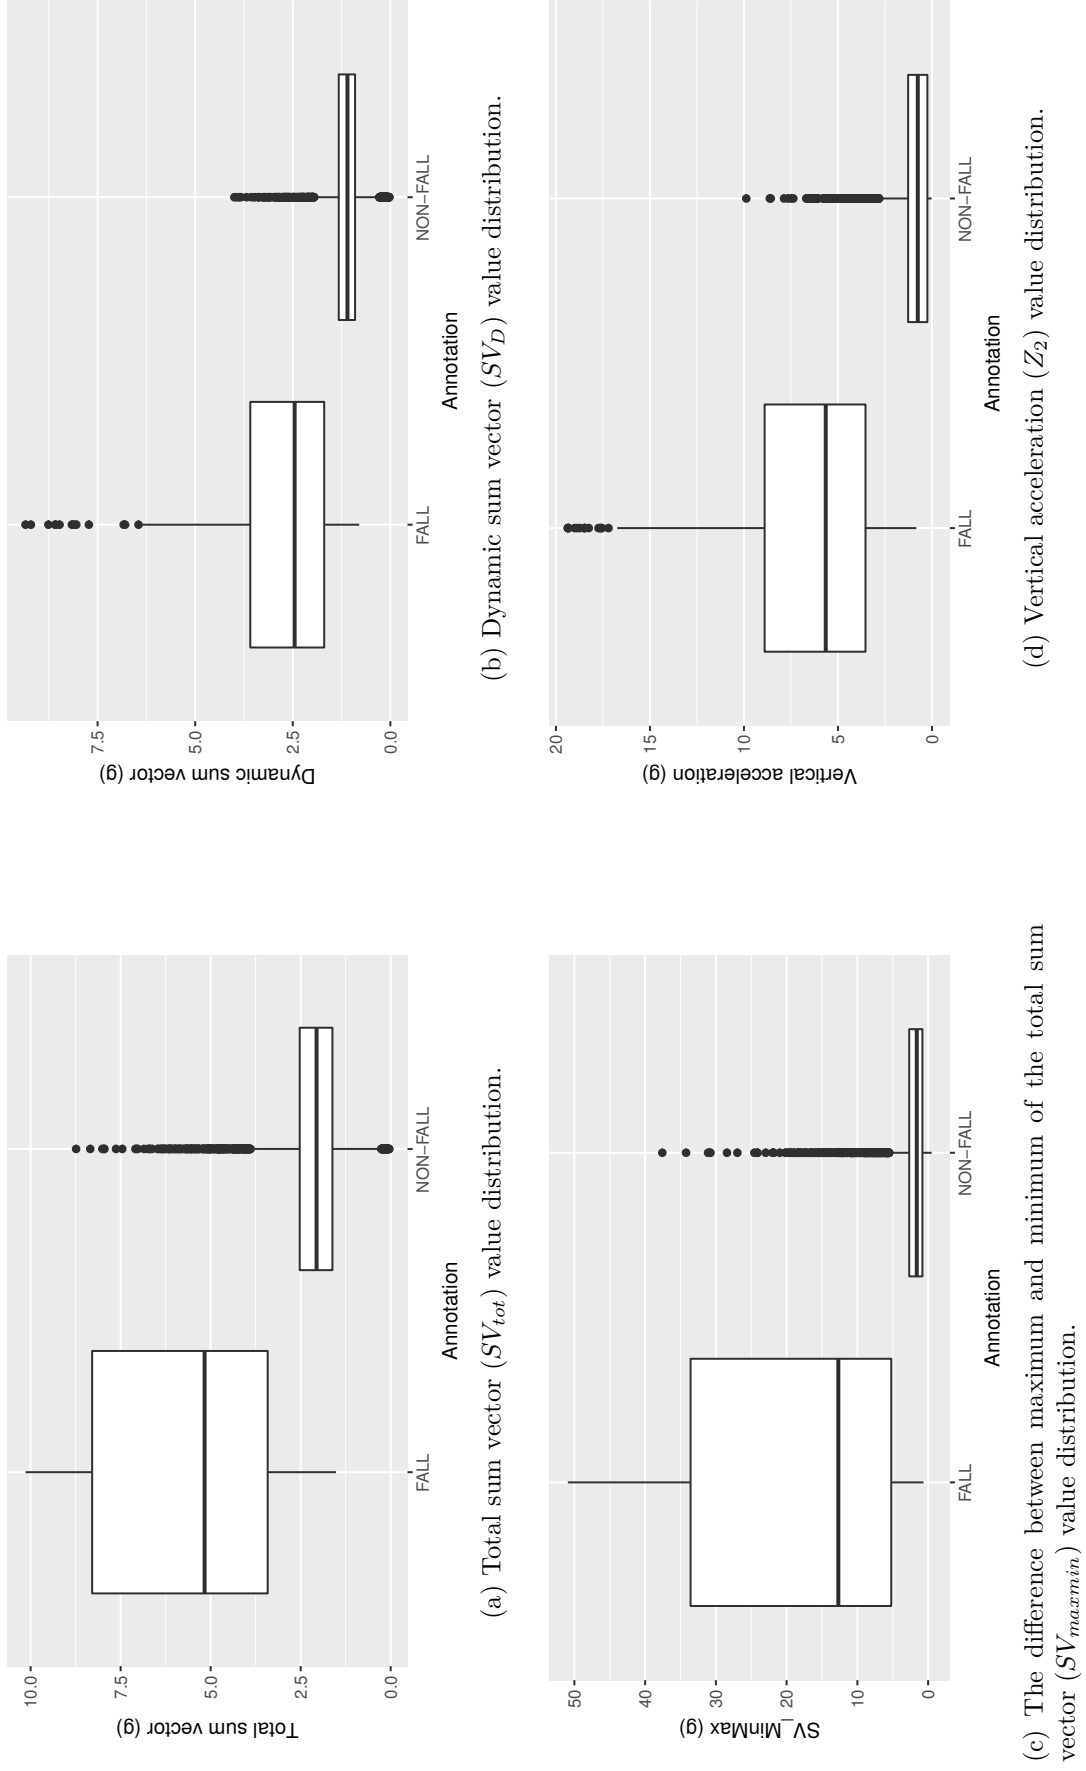 Total sum vector (g)
10.0
7.5
5.0
2.5
0.0
FALL
NON−FALL
Annotation
(a) Total sum vector (SV_tot) value distribution.
Dynamic sum vector (g)
7.5
5.0
2.5
0.0
FALL
NON−FALL
Annotation
(b) Dynamic sum vector (SV_D) value distribution.
SV_MinMax (g)
50
40
30
20
10
0
FALL
NON−FALL
Annotation
(c) The difference between maximum and minimum of the total sum
vector (SV_maxmin) value distribution.
Vertical acceleration (g)
20
15
10
5
0
FALL
NON−FALL
Annotation
(d) Vertical acceleration (Z_2) value distribution.